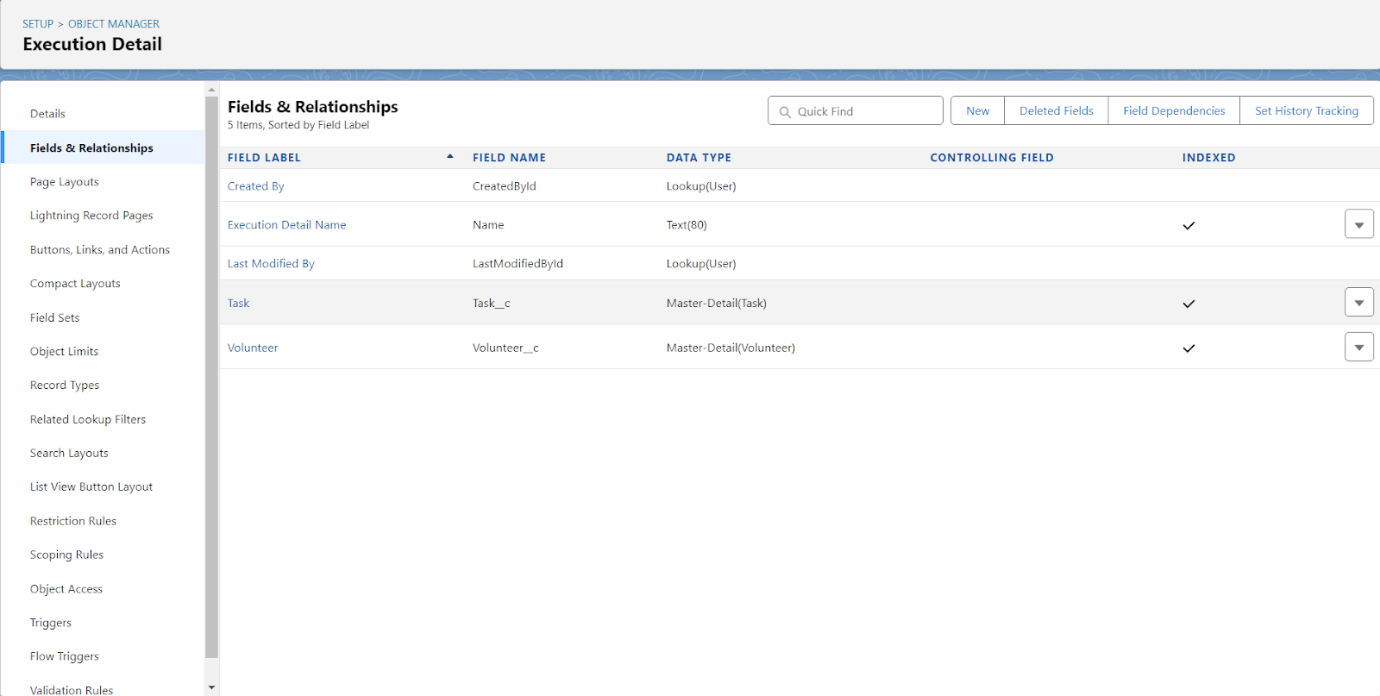 SETUP > OBJECT MANAGER
Execution Detail
Details
Fields & Relationships
Page Layouts
Lightning Record Pages
Buttons, Links, and Actions
Compact Layouts
Field Sets
Object Limits
Record Types
Related Lookup Filters
Search Layouts
List View Button Layout
Restriction Rules
Scoping Rules
Object Access
Triggers
Flow Triggers
Validation Rules
Fields & Relationships
5 Items, Sorted by Field Label
Quick Find
New Deleted Fields Field Dependencies Set History Tracking
FIELD LABEL FIELD NAME DATA TYPE CONTROLLING FIELD INDEXED
Created By CreatedById Lookup(User)
Execution Detail Name Name Text(80)
Last Modified By LastModifiedById Lookup(User)
Task Task__c Master-Detail(Task)
Volunteer Volunteer__c Master-Detail(Volunteer)